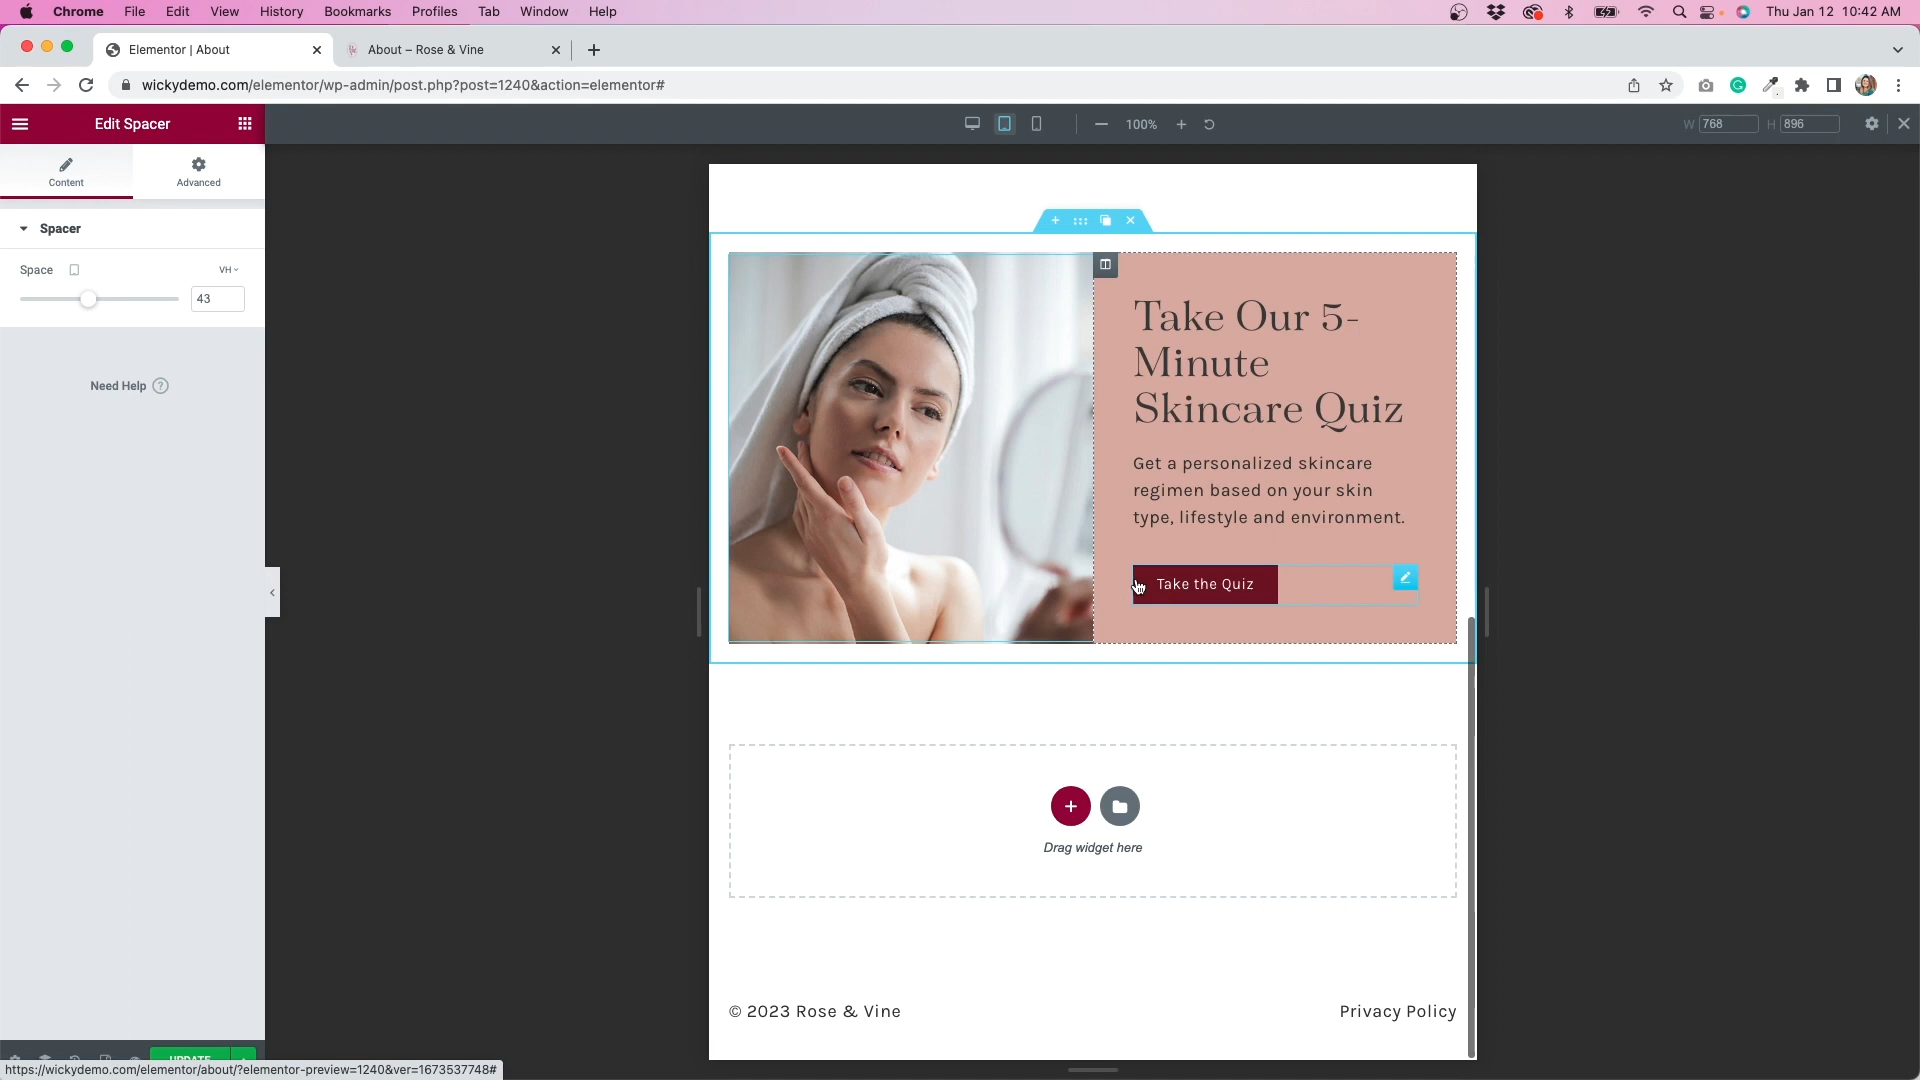 Chrome File Edit View History Bookmarks Profiles Tab Window Help Thu Jan 12 10:42 AM
Elementor | About
About – Rose & Vine
wickydemo.com/elementor/wp-admin/post.php?post=1240&action=elementor#
Edit Spacer
100%
W 768 H 896
Content
Advanced
Spacer
Space
VH
43
Need Help ?
Take Our 5-
Minute
Skincare Quiz
Get a personalized skincare
regimen based on your skin
type, lifestyle and environment.
Take the Quiz
Drag widget here
© 2023 Rose & Vine
Privacy Policy
UPDATE
https://wickydemo.com/elementor/about/?elementor-preview=1240&ver=1673537748#